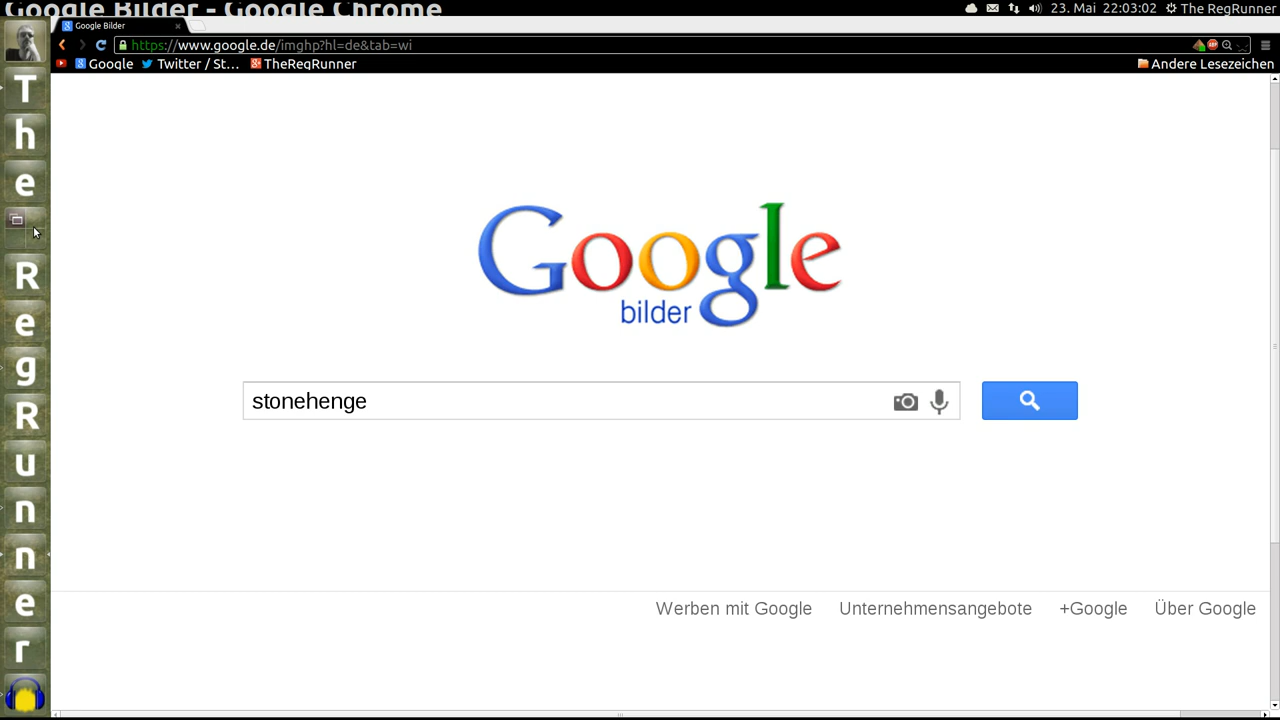 Google Bilder - Google Chrome
23. Mai 22:03:02 The RegRunner
Google Bilder
https://www.google.de/imghp?hl=de&tab=wi
Google Twitter / St... TheRegRunner Andere Lesezeichen
T
h
e
R
e
g
R
u
n
n
e
r
Google
bilder
stonehenge
Werben mit Google Unternehmensangebote +Google Über Google